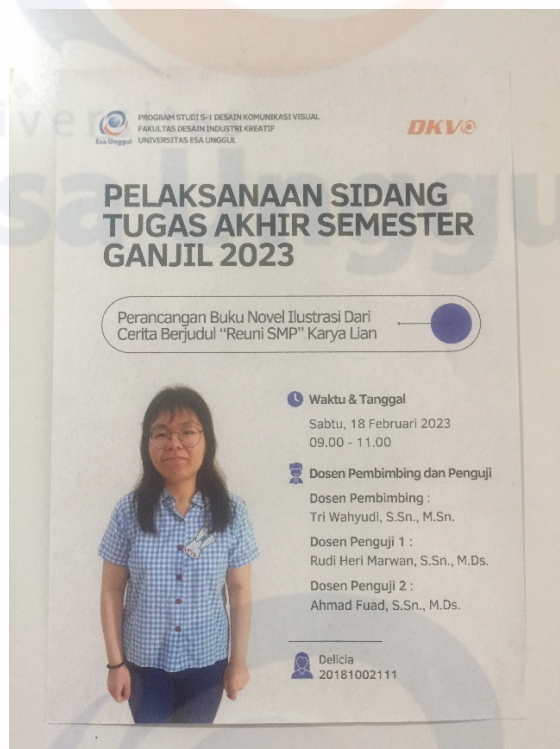 Esa Unggul
PROGRAM STUDI S-1 DESAIN KOMUNIKASI VISUAL
FAKULTAS DESAIN INDUSTRI KREATIF
UNIVERSITAS ESA UNGGUL
DKV
PELAKSANAAN SIDANG
TUGAS AKHIR SEMESTER
GANJIL 2023
Perancangan Buku Novel Ilustrasi Dari
Cerita Berjudul "Reuni SMP" Karya Lian
Waktu & Tanggal
Sabtu, 18 Februari 2023
09.00 - 11.00
Dosen Pembimbing dan Penguji
Dosen Pembimbing :
Tri Wahyudi, S.Sn., M.Sn.
Dosen Penguji 1 :
Rudi Heri Marwan, S.Sn., M.Ds.
Dosen Penguji 2 :
Ahmad Fuad, S.Sn., M.Ds.
Delicia
20181002111